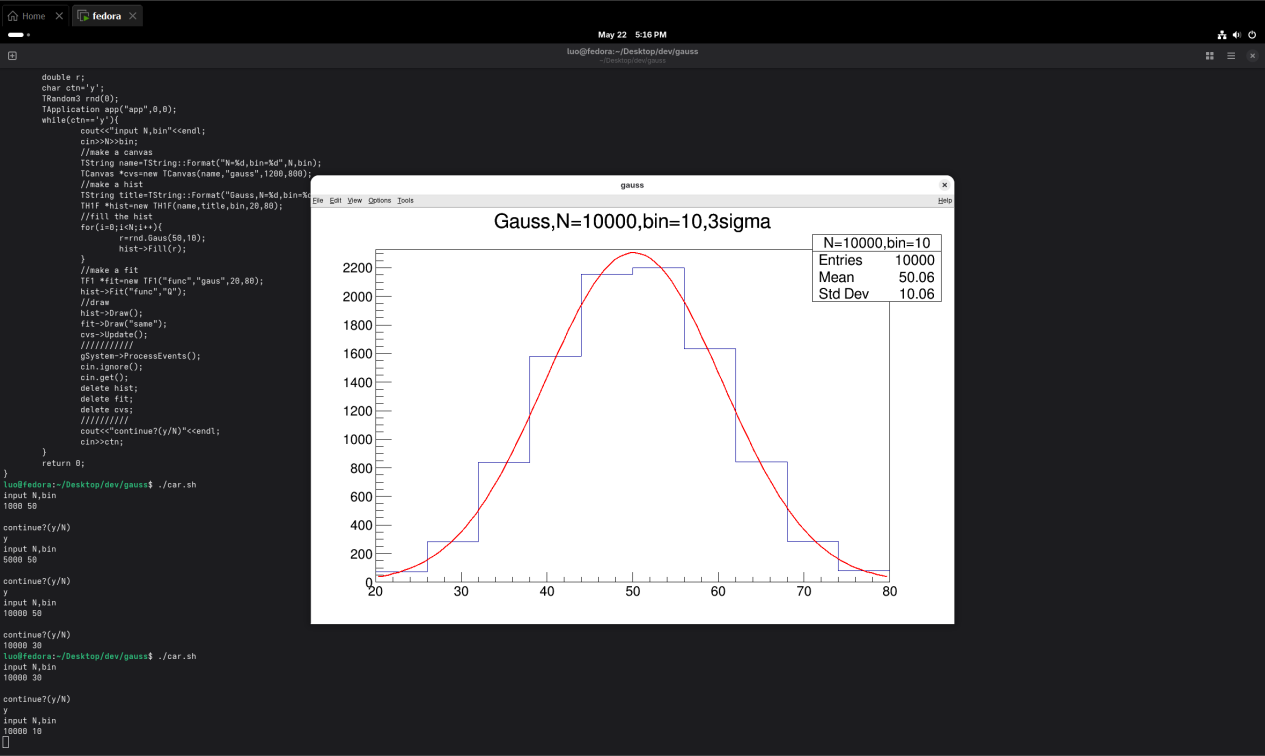 Home
fedora
May 22 5:16 PM
luo@fedora:~/Desktop/dev/gauss
~/Desktop/dev/gauss
double r;
char ctn='y';
TRandom3 rnd(0);
TApplication app("app",0,0);
while(ctn=='y'){
cout<<"input N,bin"<<endl;
cin>>N>>bin;
//make a canvas
TString name=TString::Format("N=%d,bin=%d",N,bin);
TCanvas *cvs=new TCanvas(name,"gauss",1200,800);
//make a hist
TString title=TString::Format("Gauss,N=%d,bin=%
TH1F *hist=new TH1F(name,title,bin,20,80);
//fill the hist
for(i=0;i<N;i++){
r=rnd.Gaus(50,10);
hist->Fill(r);
}
//make a fit
TF1 *fit=new TF1("func","gaus",20,80);
hist->Fit("func","Q");
//draw
hist->Draw();
fit->Draw("same");
cvs->Update();
///////////
gSystem->ProcessEvents();
cin.ignore();
cin.get();
delete hist;
delete fit;
delete cvs;
//////////
cout<<"continue?(y/N)"<<endl;
cin>>ctn;
}
return 0;
}
luo@fedora:~/Desktop/dev/gauss$ ./car.sh
input N,bin
1000 50
continue?(y/N)
y
input N,bin
5000 50
continue?(y/N)
y
input N,bin
10000 50
continue?(y/N)
10000 30
luo@fedora:~/Desktop/dev/gauss$ ./car.sh
input N,bin
10000 30
continue?(y/N)
y
input N,bin
10000 10
gauss
File Edit View Options Tools Help
Gauss,N=10000,bin=10,3sigma
N=10000,bin=10
Entries 10000
Mean 50.06
Std Dev 10.06
2200
2000
1800
1600
1400
1200
1000
800
600
400
200
0
20 30 40 50 60 70 80